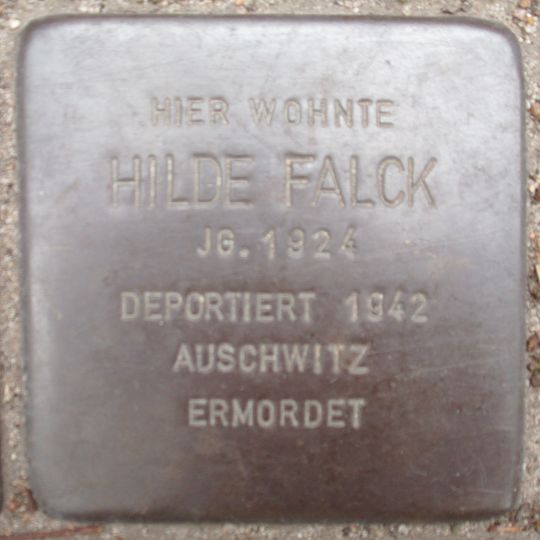 HIER WOHNTE
HILDE FALCK
JG. 1924
DEPORTIERT 1942
AUSCHWITZ
ERMORDET